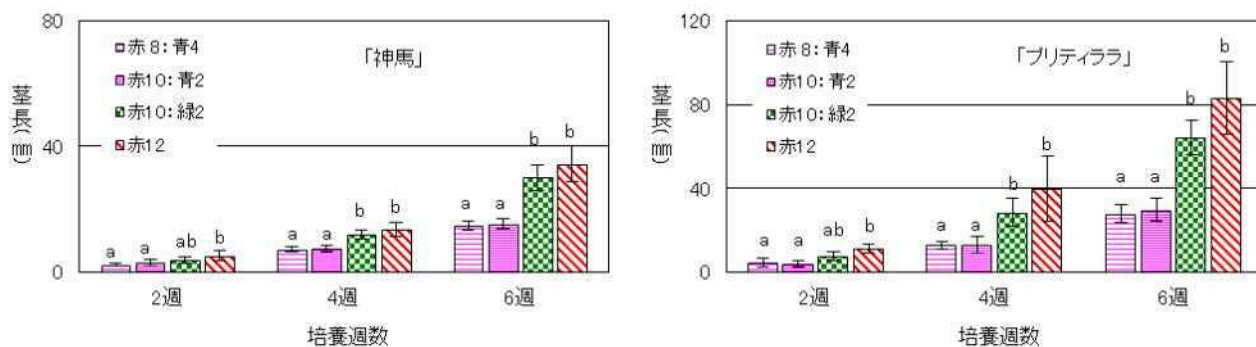 80
40
0
茎長(mm)
赤8:青4
赤10:青2
赤10:緑2
赤12
「神馬」
a a ab b
a a b b
a a b b
2週 4週 6週
培養週数
120
80
40
0
茎長(mm)
赤8:青4
赤10:青2
赤10:緑2
赤12
「プリティララ」
a a ab b
a a b b
a a b b
2週 4週 6週
培養週数